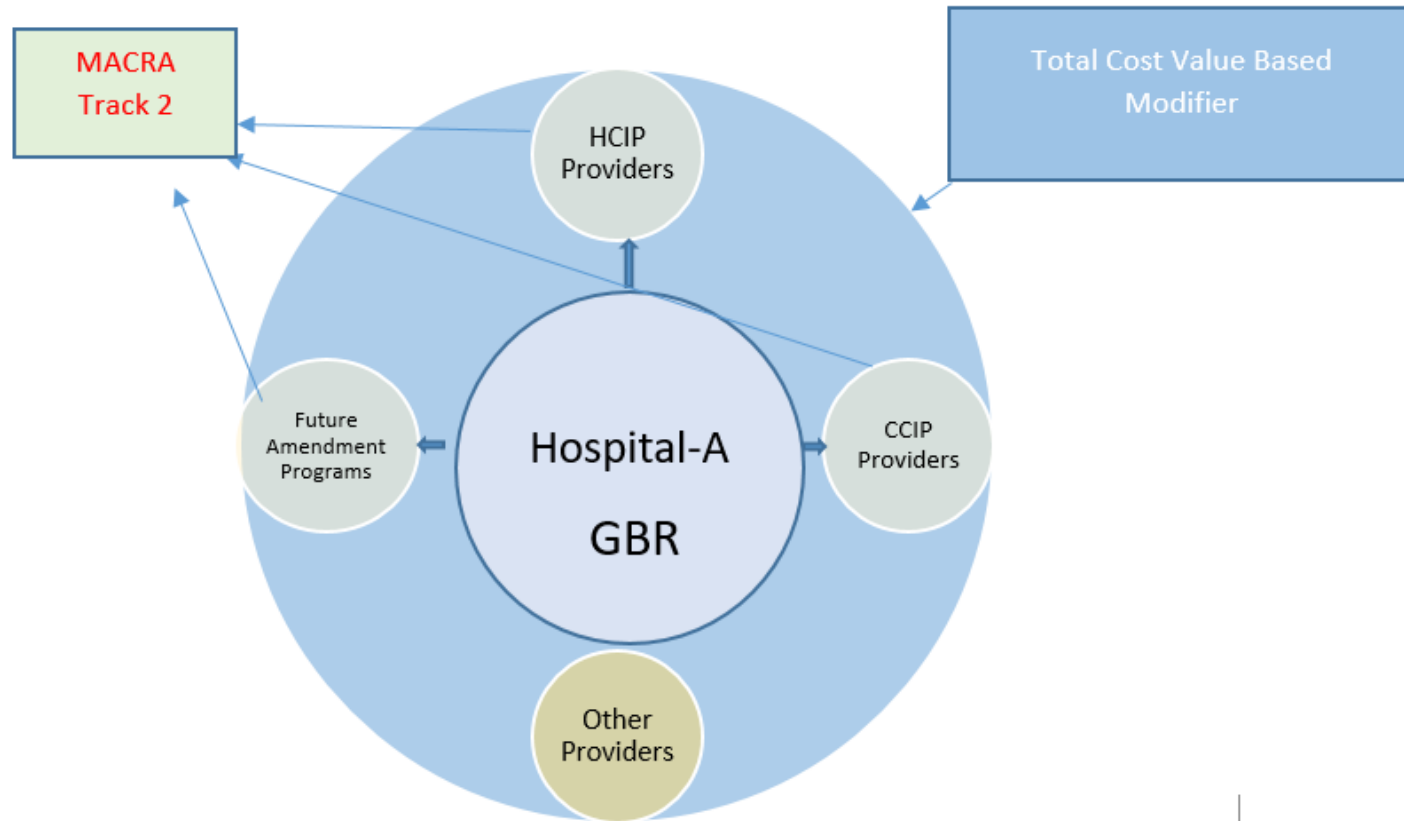 MACRA
Track 2
Total Cost Value Based
Modifier
HCIP
Providers
Future
Amendment
Programs
Hospital-A
GBR
CCIP
Providers
Other
Providers